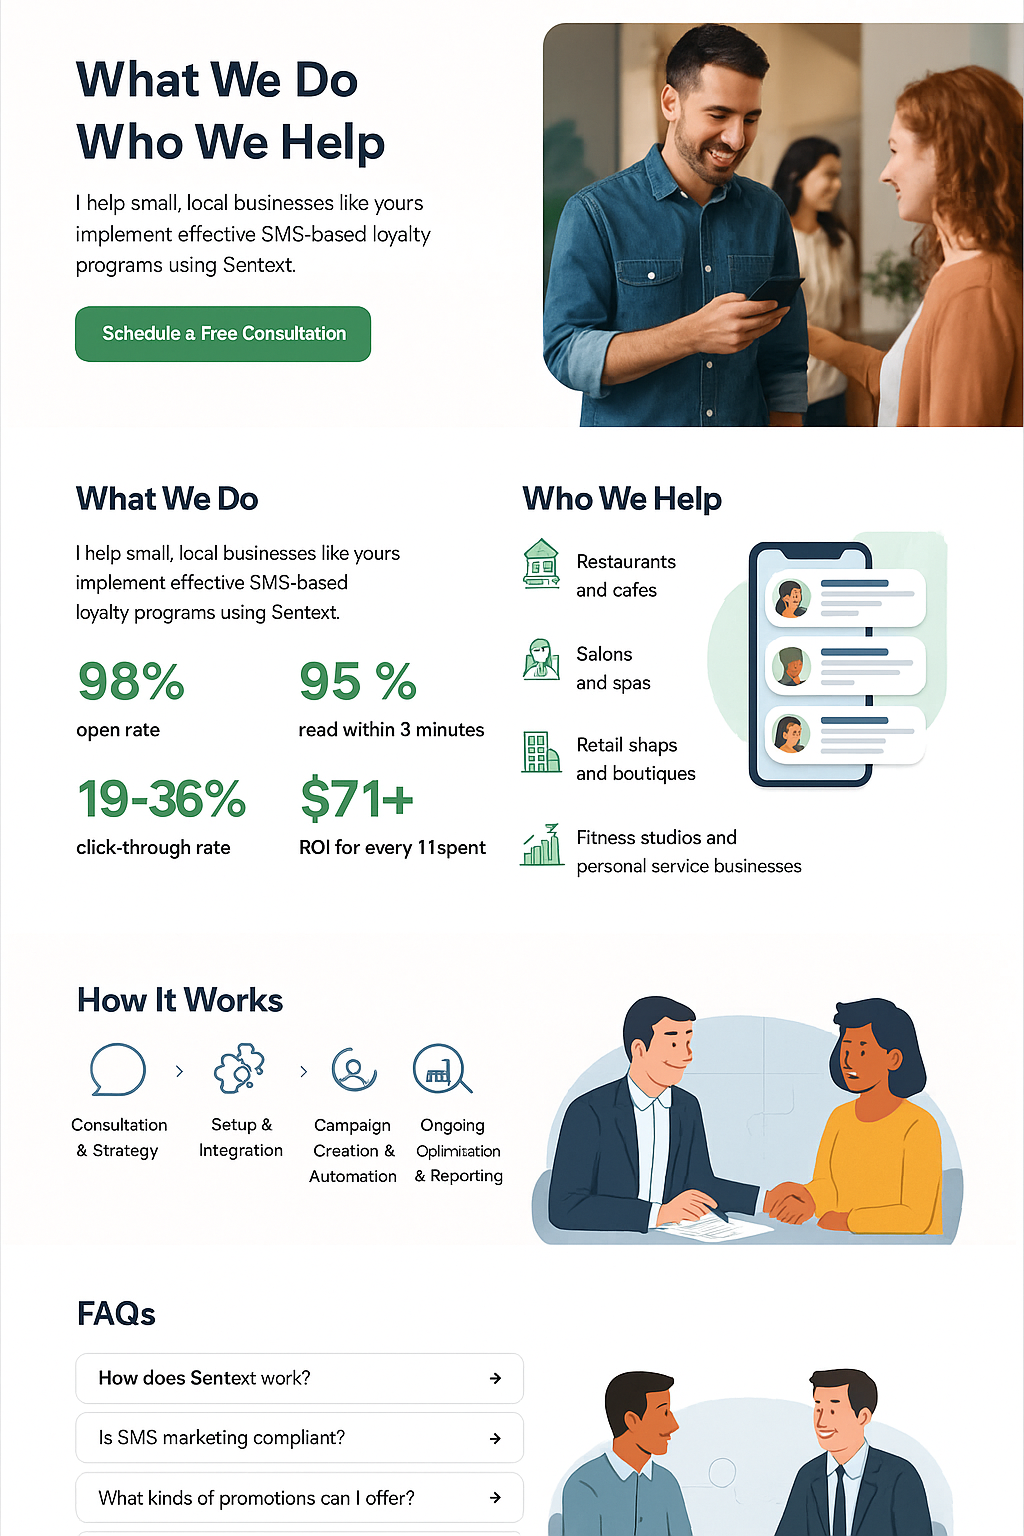 What We Do
Who We Help
I help small, local businesses like yours
implement effective SMS-based loyalty
programs using Sentext.
Schedule a Free Consultation
What We Do
I help small, local businesses like yours
implement effective SMS-based
loyalty programs using Sentext.
98%
open rate
95 %
read within 3 minutes
19-36%
click-through rate
$71+
ROI for every 11spent
Who We Help
Restaurants
and cafes
Salons
and spas
Retail shaps
and boutiques
Fitness studios and
personal service businesses
How It Works
Consultation
& Strategy
Setup &
Integration
Campaign
Creation &
Automation
Ongoing
Oplimisation
& Reporting
FAQs
How does Sentext work?
Is SMS marketing compliant?
What kinds of promotions can I offer?